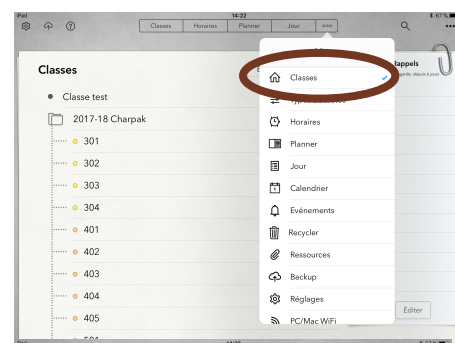 iPad 14:22 67 %
Classes Horaires Planner Jour ooo
Classes
Rappels
Classe test
Classes
2017-18 Charpak
Horaires
301
Planner
302
Jour
303
Calendrier
304
Evénements
401
Recycler
402
Ressources
403
Backup
404
Réglages
Éditer
405
PC/Mac WiFi